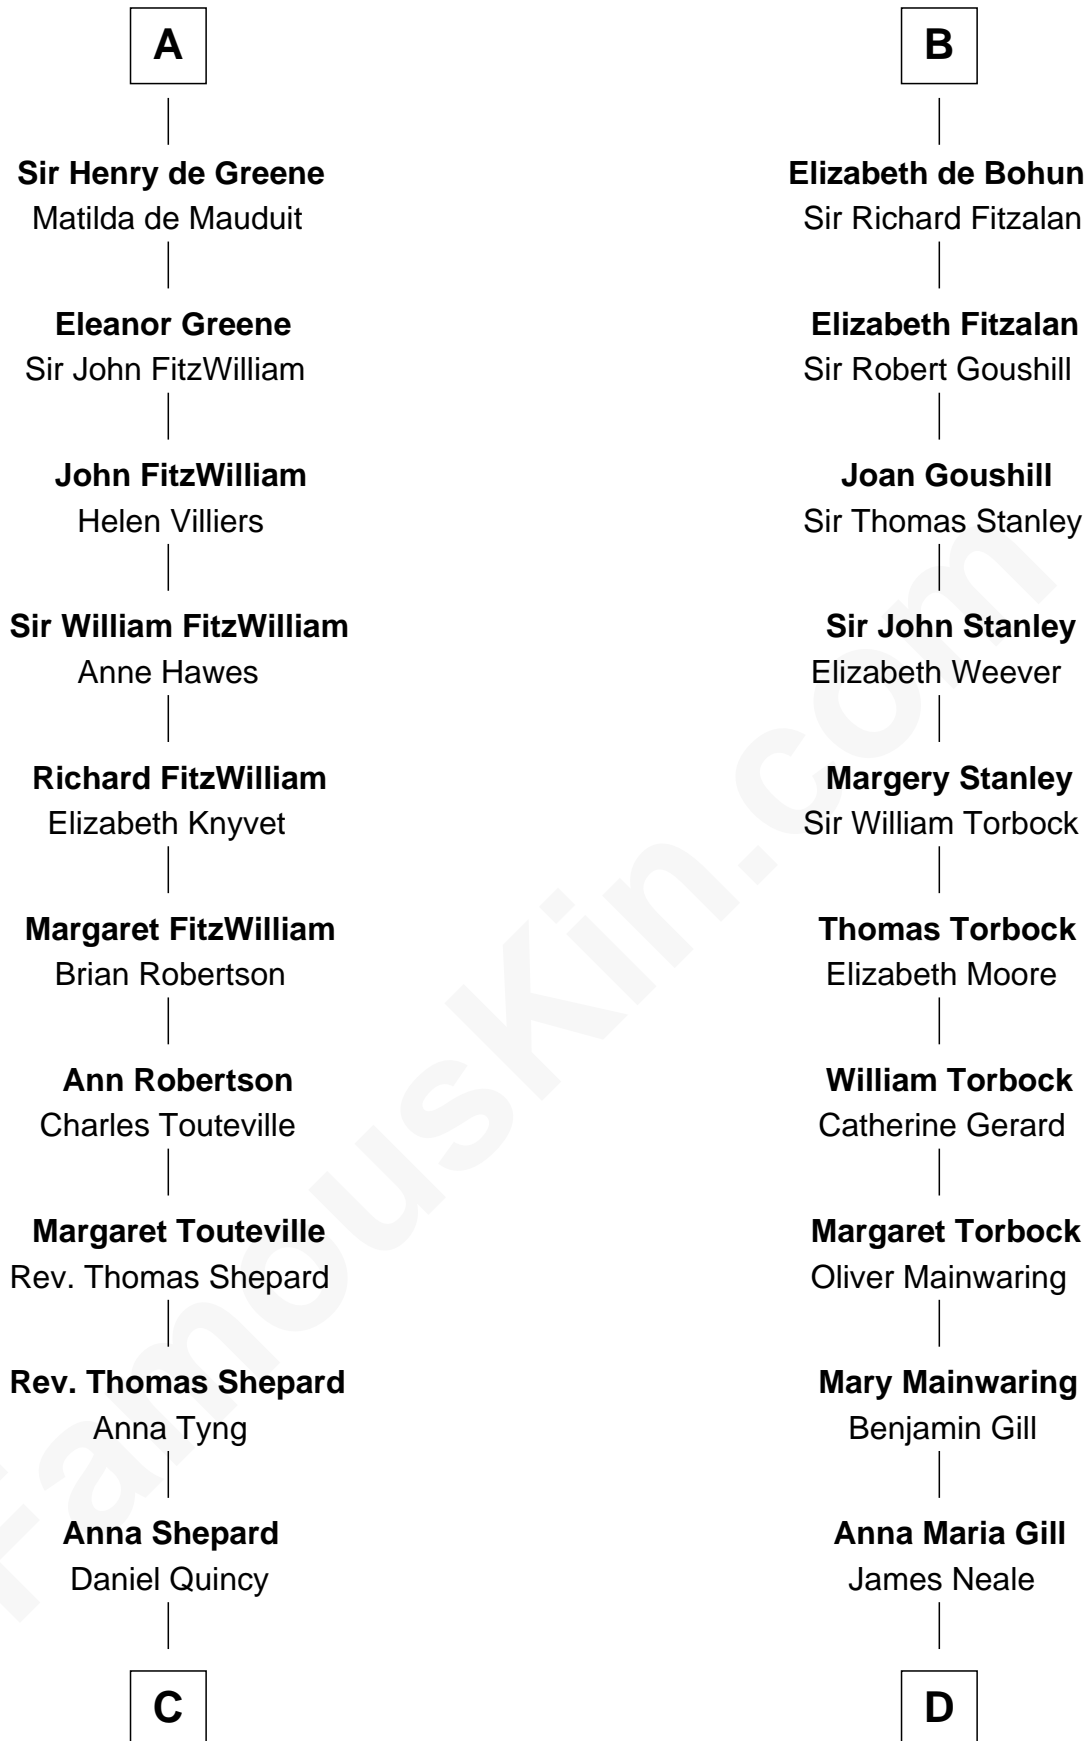 A
Sir Henry de Greene
Matilda de Mauduit
Eleanor Greene
Sir John FitzWilliam
John FitzWilliam
Helen Villiers
Sir William FitzWilliam
Anne Hawes
Richard FitzWilliam
Elizabeth Knyvet
Margaret FitzWilliam
Brian Robertson
Ann Robertson
Charles Touteville
Margaret Touteville
Rev. Thomas Shepard
Rev. Thomas Shepard
Anna Tyng
Anna Shepard
Daniel Quincy
C
B
Elizabeth de Bohun
Sir Richard Fitzalan
Elizabeth Fitzalan
Sir Robert Goushill
Joan Goushill
Sir Thomas Stanley
Sir John Stanley
Elizabeth Weever
Margery Stanley
Sir William Torbock
Thomas Torbock
Elizabeth Moore
William Torbock
Catherine Gerard
Margaret Torbock
Oliver Mainwaring
Mary Mainwaring
Benjamin Gill
Anna Maria Gill
James Neale
D
FamousKin.com